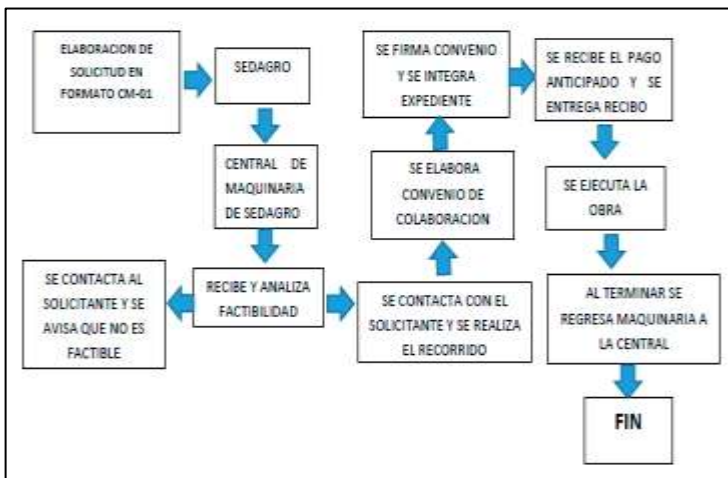 ELABORACION DE
SOLICITUD EN
FORMATO CM-01
SEDAGRO
CENTRAL DE
MAQUINARIA
DE SEDAGRO
RECIBE Y ANALIZA
FACTIBILIDAD
SE CONTACTA AL
SOLICITANTE Y SE
AVISA QUE NO ES
FACTIBLE
SE CONTACTA CON EL
SOLICITANTE Y SE REALIZA
EL RECORRIDO
SE ELABORA
CONVENIO DE
COLABORACION
SE FIRMA CONVENIO
Y SE INTEGRA
EXPEDIENTE
SE RECIBE EL PAGO
ANTICIPADO Y SE
ENTREGA RECIBO
SE EJECUTA LA
OBRA
AL TERMINAR SE
REGRESA MAQUINARIA A
LA CENTRAL
FIN